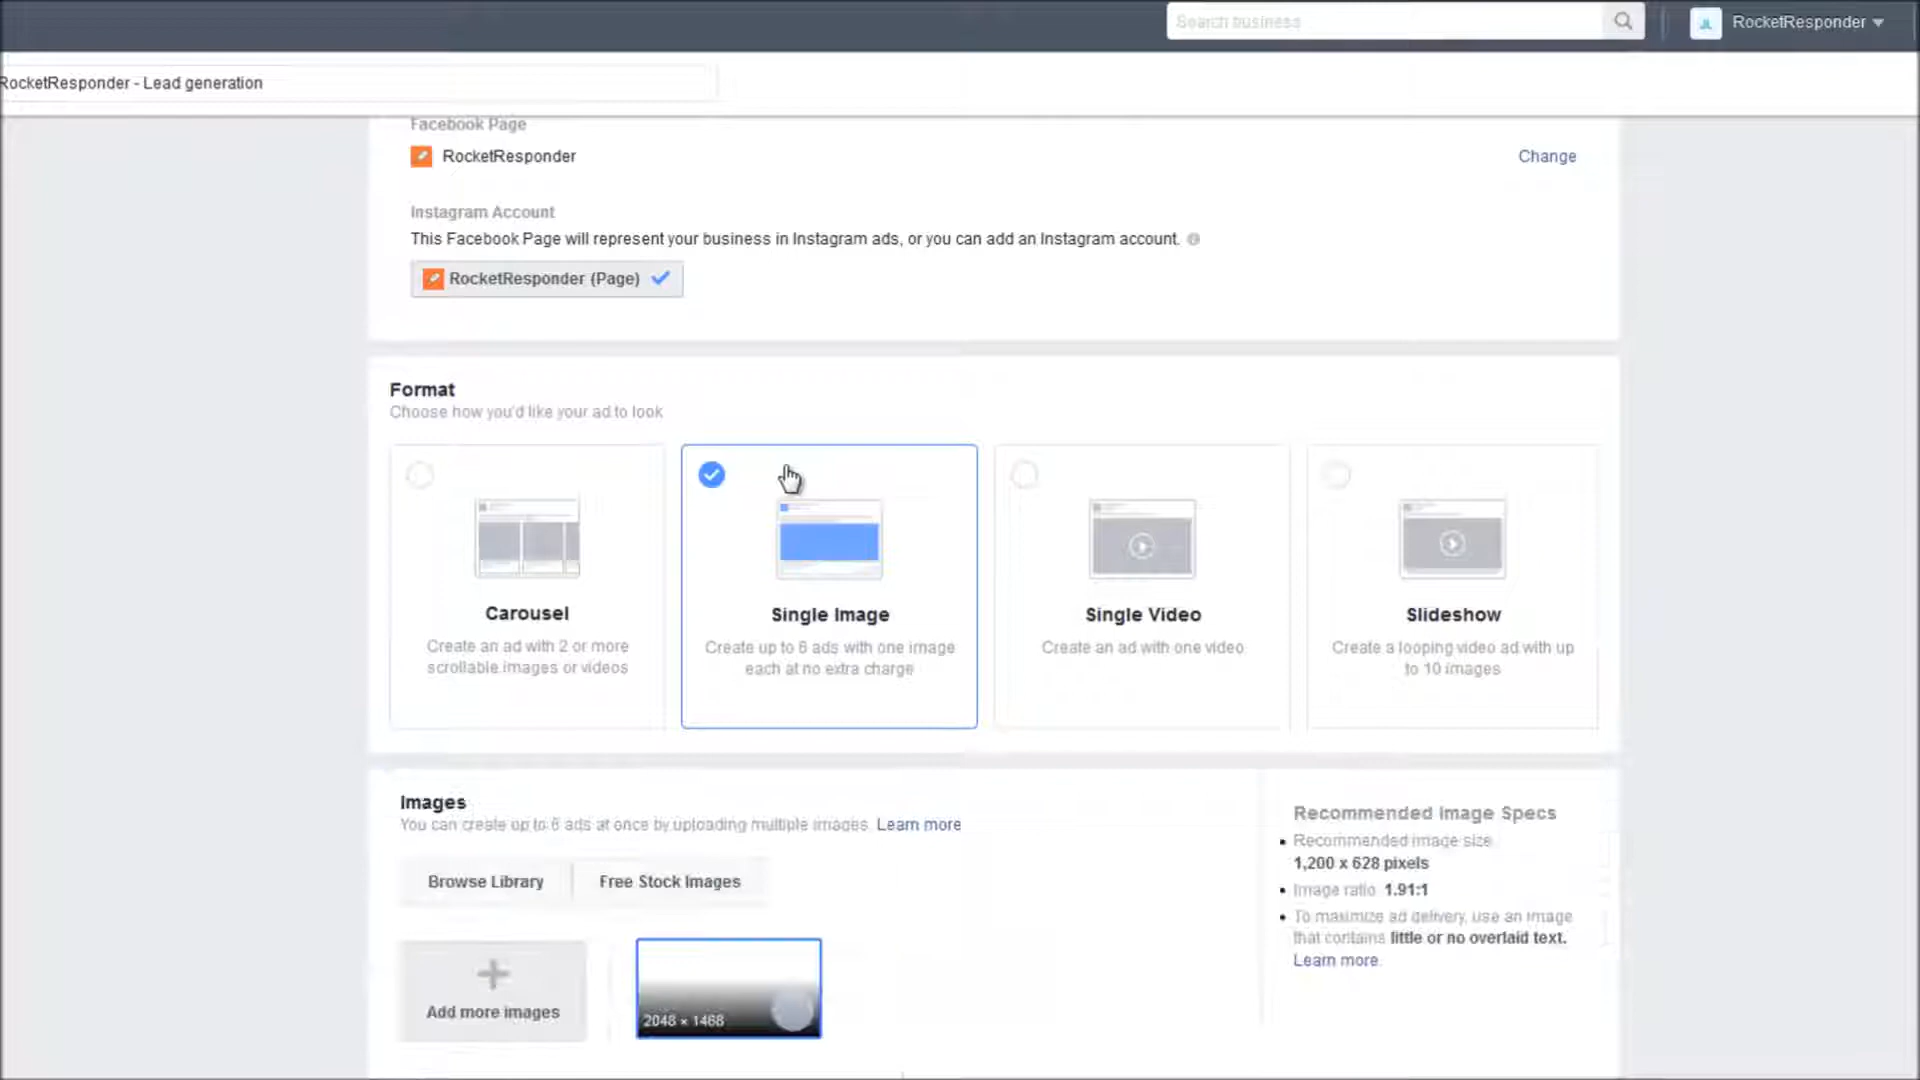 Search business
RocketResponder
RocketResponder - Lead generation
Facebook Page
RocketResponder
Change
Instagram Account
This Facebook Page will represent your business in Instagram ads, or you can add an Instagram account.
RocketResponder (Page)
Format
Choose how you'd like your ad to look
Carousel
Create an ad with 2 or more
scrollable images or videos
Single Image
Create up to 6 ads with one image
each at no extra charge
Single Video
Create an ad with one video
Slideshow
Create a looping video ad with up
to 10 images
Images
You can create up to 6 ads at once by uploading multiple images. Learn more
Browse Library
Free Stock Images
Add more images
2048 × 1468
Recommended Image Specs
Recommended image size
1,200 x 628 pixels
Image ratio 1.91:1
To maximize ad delivery, use an image
that contains little or no overlaid text.
Learn more.